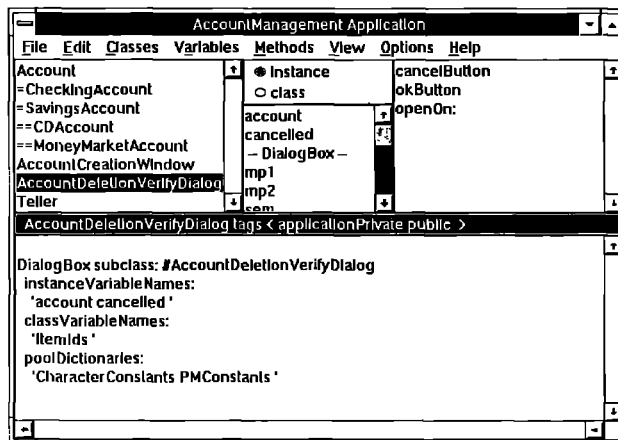 AccountManagement Application
File Edit Classes Variables Methods View Options Help
Account
=CheckingAccount
=SavingsAccount
==CDAccount
==MoneyMarketAccount
AccountCreationWindow
AccountDeletionVerifyDialog
Teller
instance
class
account
cancelled
– DialogBox –
mp1
mp2
sem
cancelButton
okButton
openOn:
AccountDeletionVerifyDialog tags < applicationPrivate public >
DialogBox subclass: #AccountDeletionVerifyDialog
instanceVariableNames:
'account cancelled '
classVariableNames:
'ItemIds '
poolDictionaries:
'CharacterConstants PMConstants '